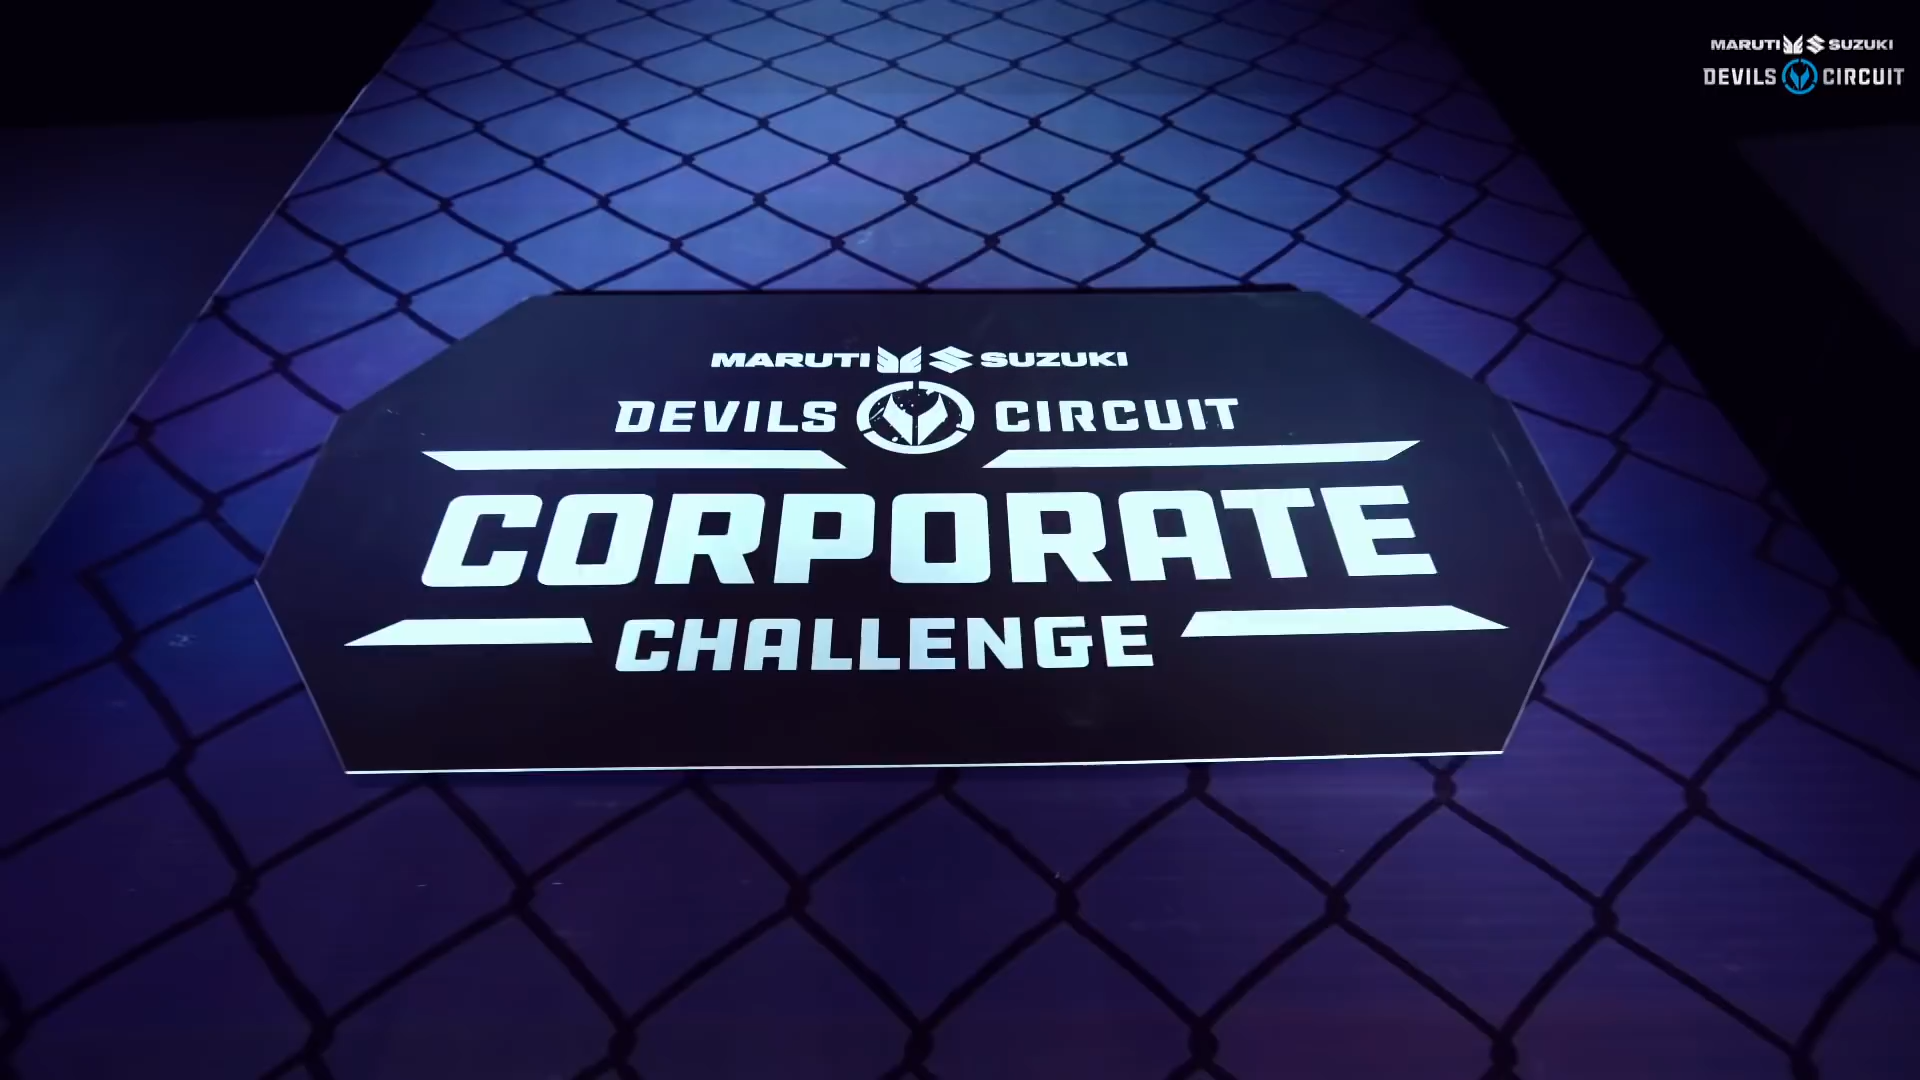 MARUTI SUZUKI
DEVILS CIRCUIT
MARUTI SUZUKI
DEVILS CIRCUIT
CORPORATE
CHALLENGE